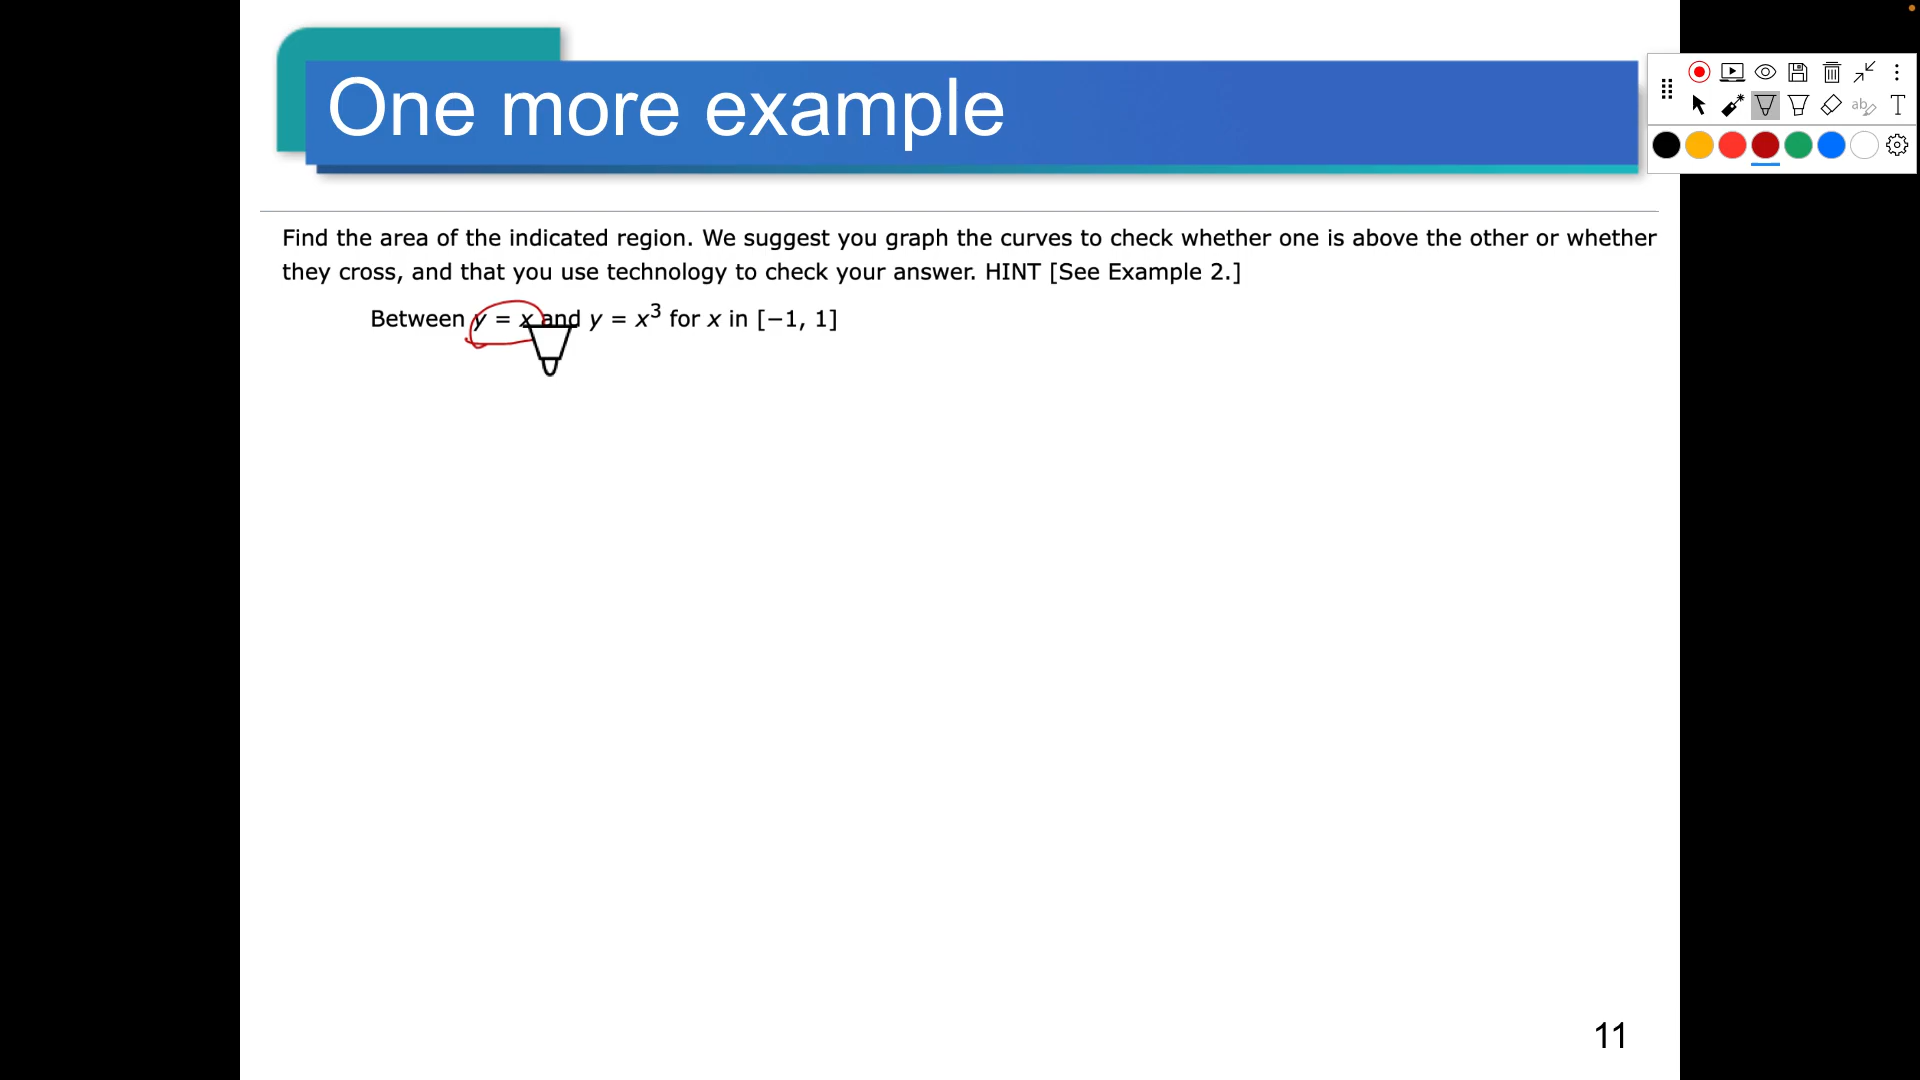 One more example
Find the area of the indicated region. We suggest you graph the curves to check whether one is above the other or whether
they cross, and that you use technology to check your answer. HINT [See Example 2.]
Between y = x and y = x³ for x in [−1, 1]
ab
T
11